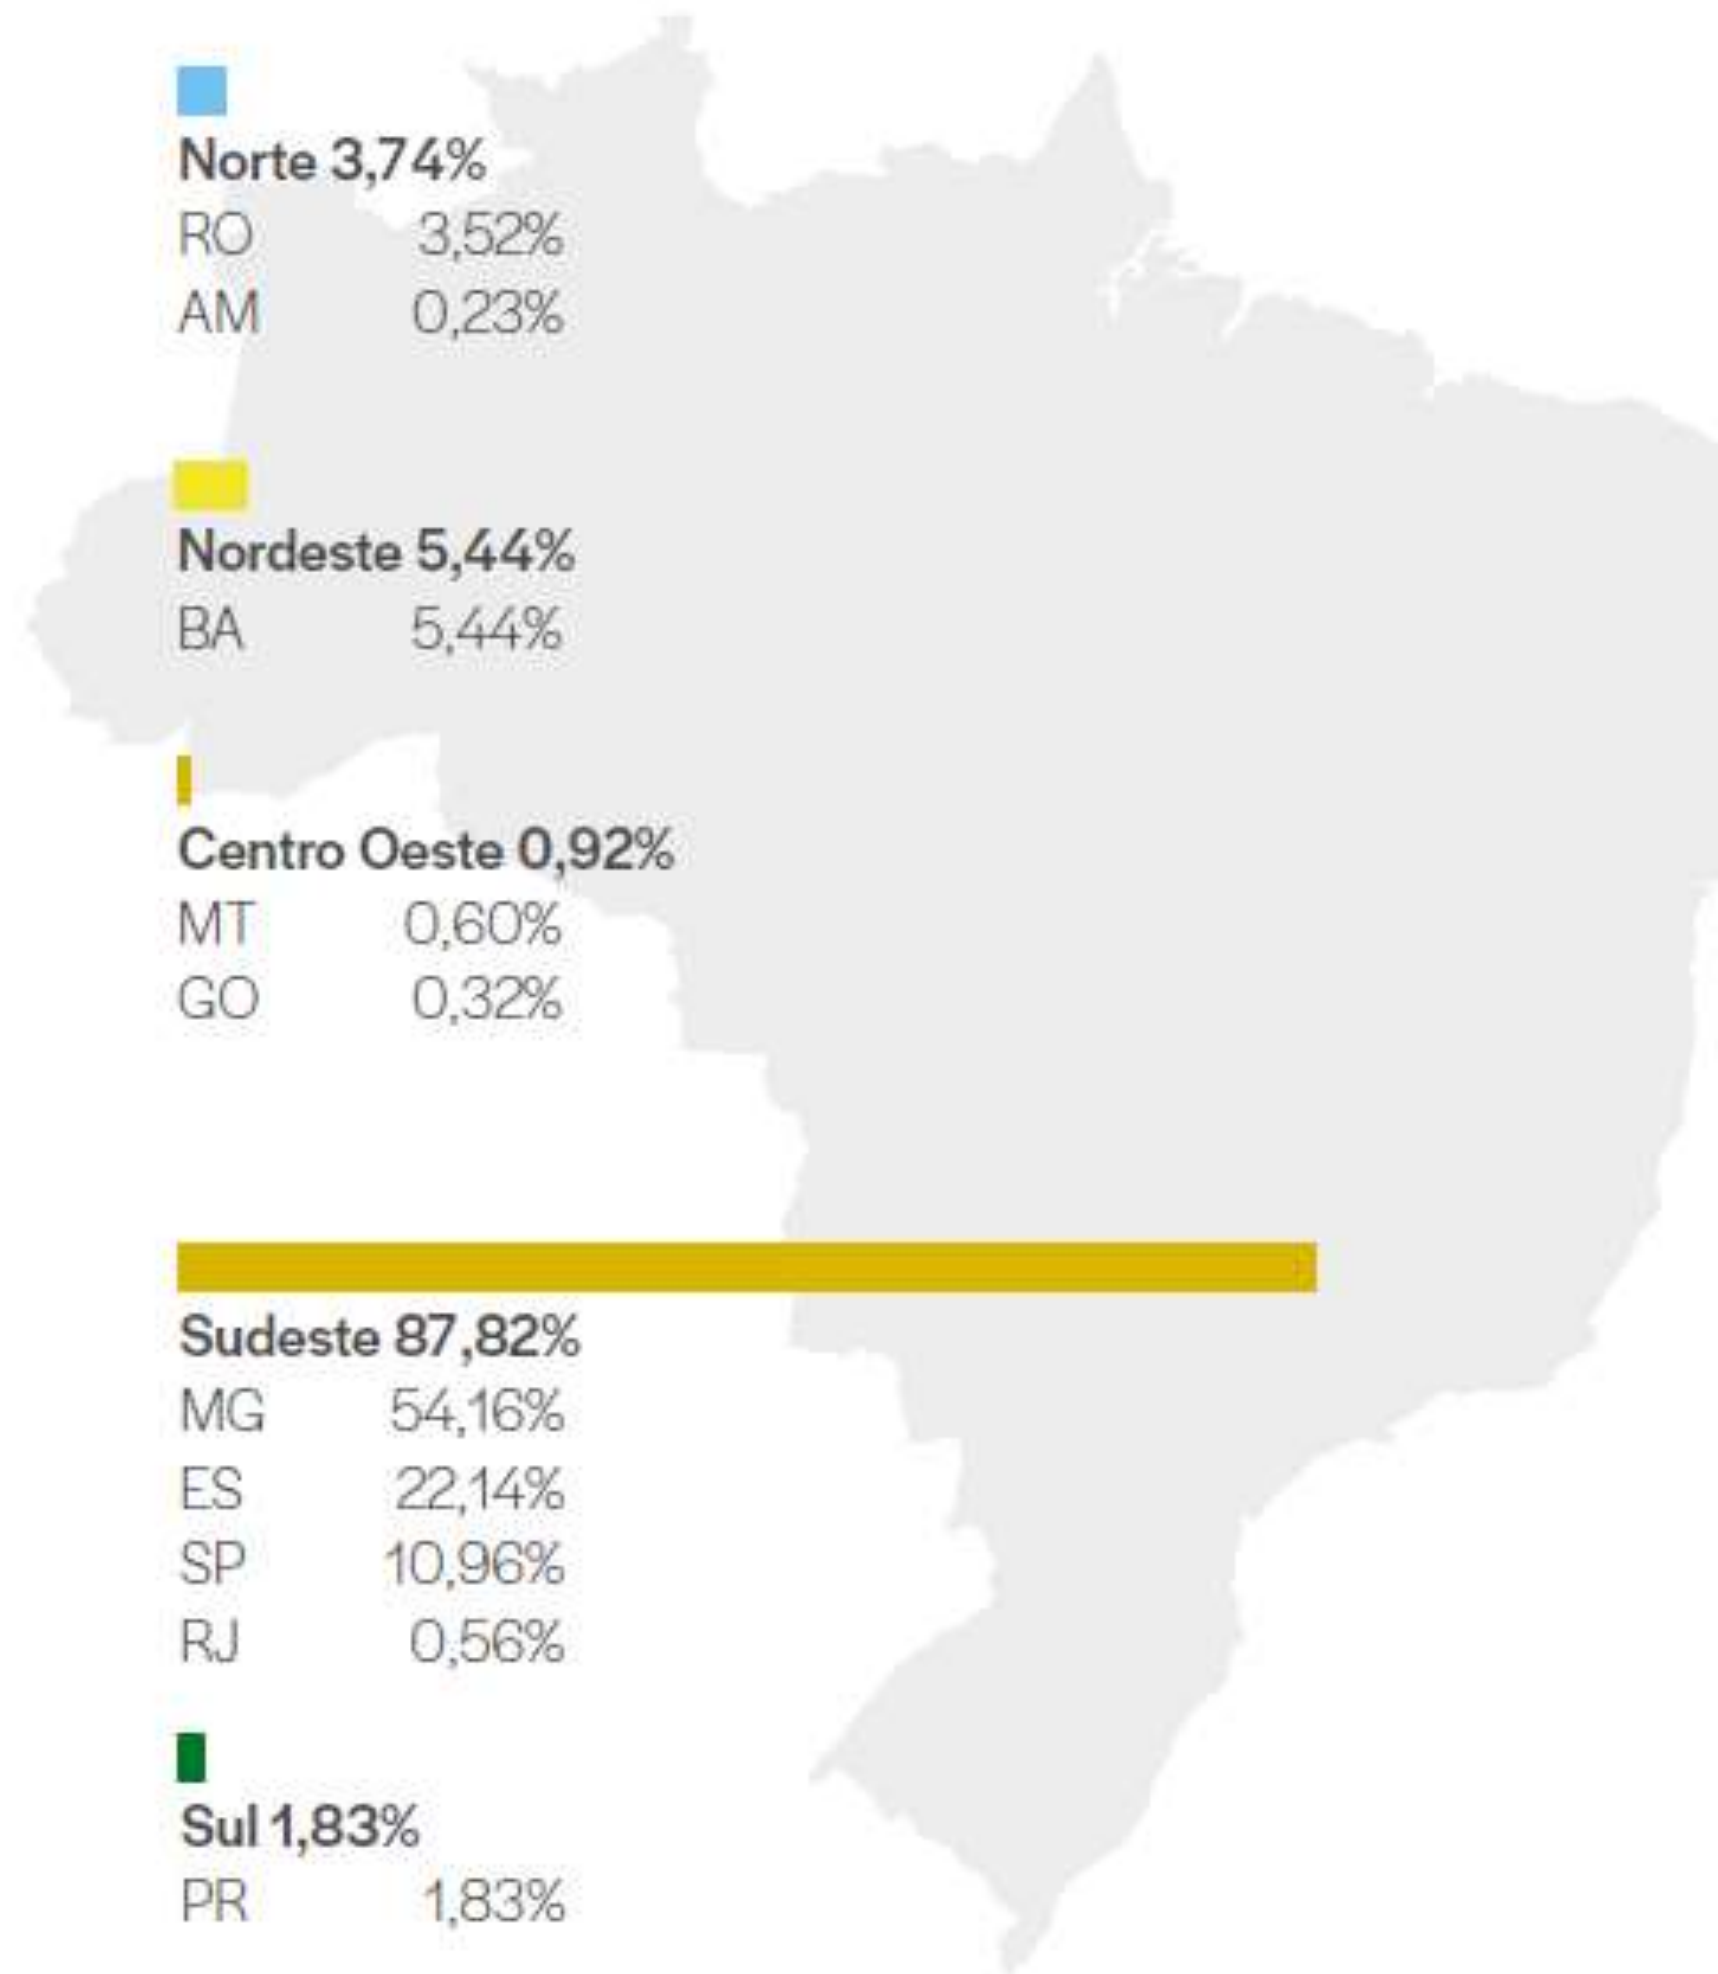 Norte 3,74%
RO 3,52%
AM 0,23%
Nordeste 5,44%
BA 5,44%
Centro Oeste 0,92%
MT 0,60%
GO 0,32%
Sudeste 87,82%
MG 54,16%
ES 22,14%
SP 10,96%
RJ 0,56%
Sul 1,83%
PR 1,83%